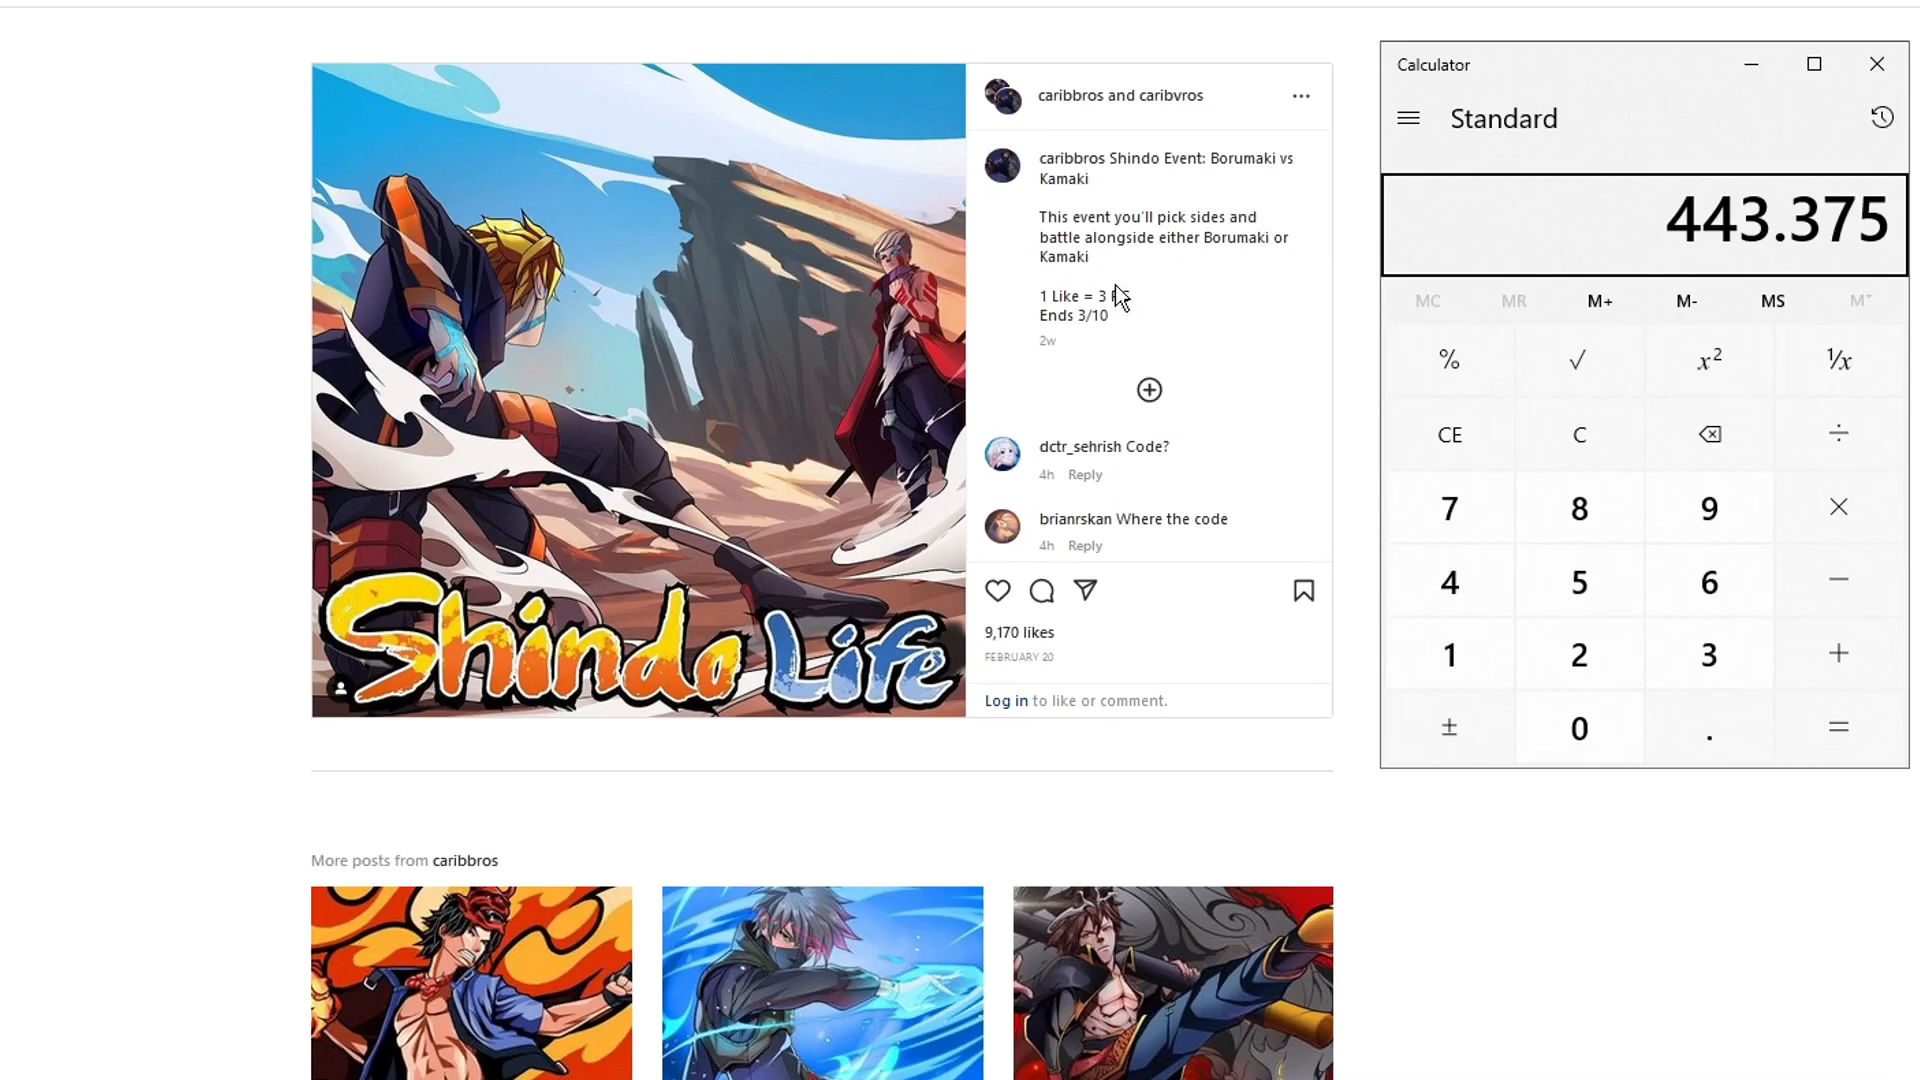 caribbros and caribvros
caribbros Shindo Event: Borumaki vs
Kamaki
This event you'll pick sides and
battle alongside either Borumaki or
Kamaki
1 Like = 3
Ends 3/10
2w
dctr_sehrish Code?
4h Reply
brianrskan Where the code
4h Reply
9,170 likes
FEBRUARY 20
Log in to like or comment.
Shindo Life
More posts from caribbros
Calculator
Standard
443.375
MC MR M+ M- MS M˅
% √ x² ⅟x
CE C ÷
7 8 9 ×
4 5 6 −
1 2 3 +
± 0 . =